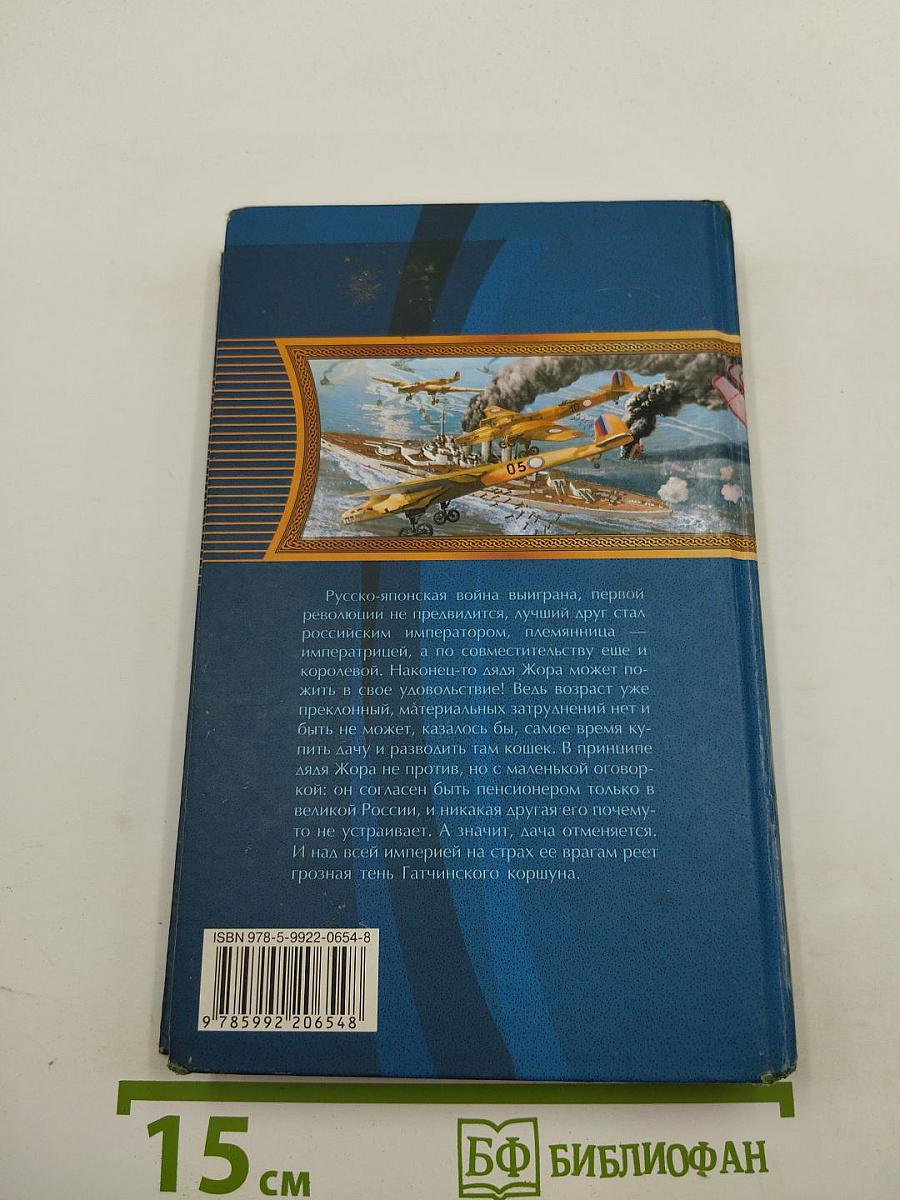 05
Русско-японская война выиграна, первой
революции не предвидится, лучший друг стал
российским императором, племянница —
императрицей, а по совместительству еще и
королевой. Наконец-то дядя Жора может по-
жить в свое удовольствие! Ведь возраст уже
преклонный, материальных затруднений нет и
быть не может, казалось бы, самое время ку-
пить дачу и разводить там кошек. В принципе
дядя Жора не против, но с маленькой оговор-
кой: он согласен быть пенсионером только в
великой России, и никакая другая его почему-
то не устраивает. А значит, дача отменяется.
И над всей империей на страх ее врагам реет
грозная тень Гатчинского коршуна.
ISBN 978-5-9922-0654-8
9 785992 206548
15 см
БФ БИБЛИОФАН